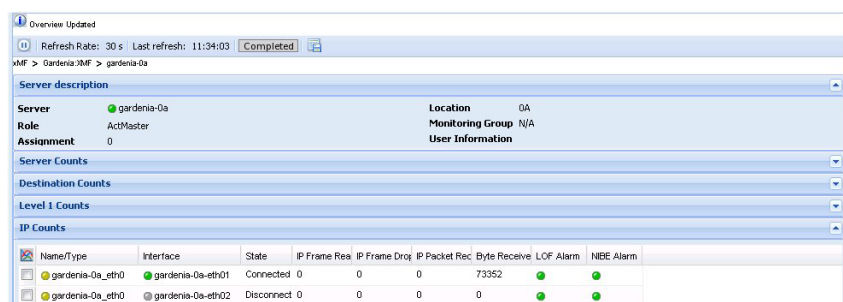 Overview Updated
Refresh Rate: 30 s Last refresh: 11:34:03 Completed
xMF > Gardenia:XMF > gardenia-0a
Server description
Server gardenia-0a Location 0A
Role ActMaster Monitoring Group N/A
Assignment 0 User Information
Server Counts
Destination Counts
Level 1 Counts
IP Counts
Name/Type Interface State IP Frame Rea IP Frame Drop IP Packet Rec Byte Receive LOF Alarm NIBE Alarm
gardenia-0a_eth0 gardenia-0a-eth01 Connected 0 0 0 73352
gardenia-0a_eth0 gardenia-0a-eth02 Disconnect 0 0 0 0